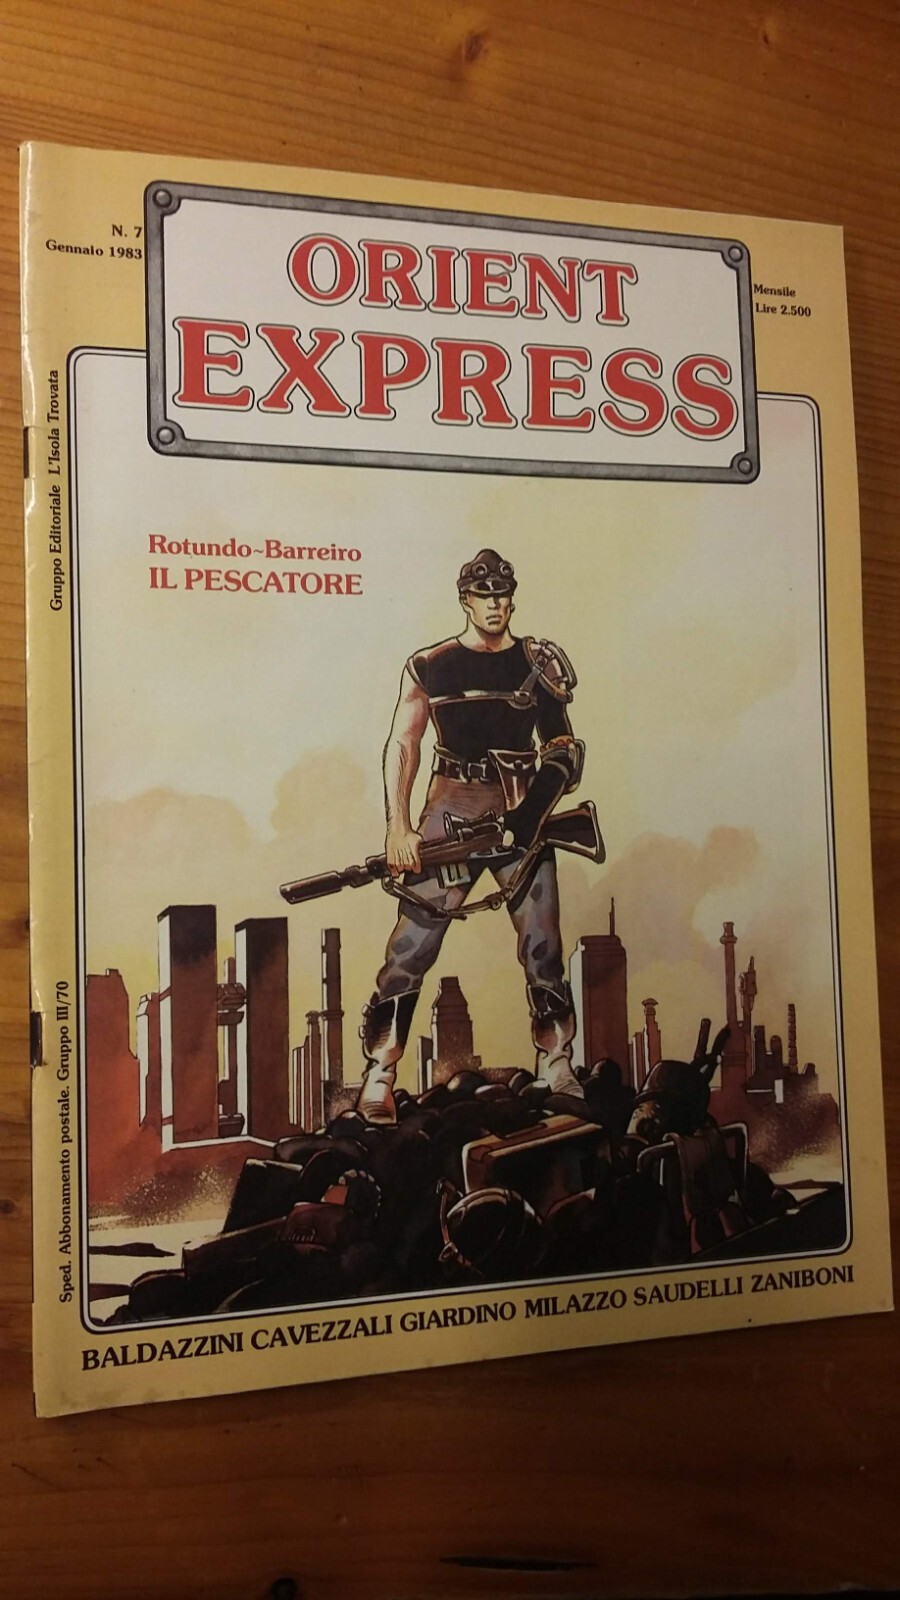 N. 7
Gennaio 1983
ORIENT
EXPRESS
Mensile
Lire 2.500
Gruppo Editoriale L'Isola Trovata
Rotundo~Barreiro
IL PESCATORE
Sped. Abbonamento postale. Gruppo III/70
BALDAZZINI CAVEZZALI GIARDINO MILAZZO SAUDELLI ZANIBONI